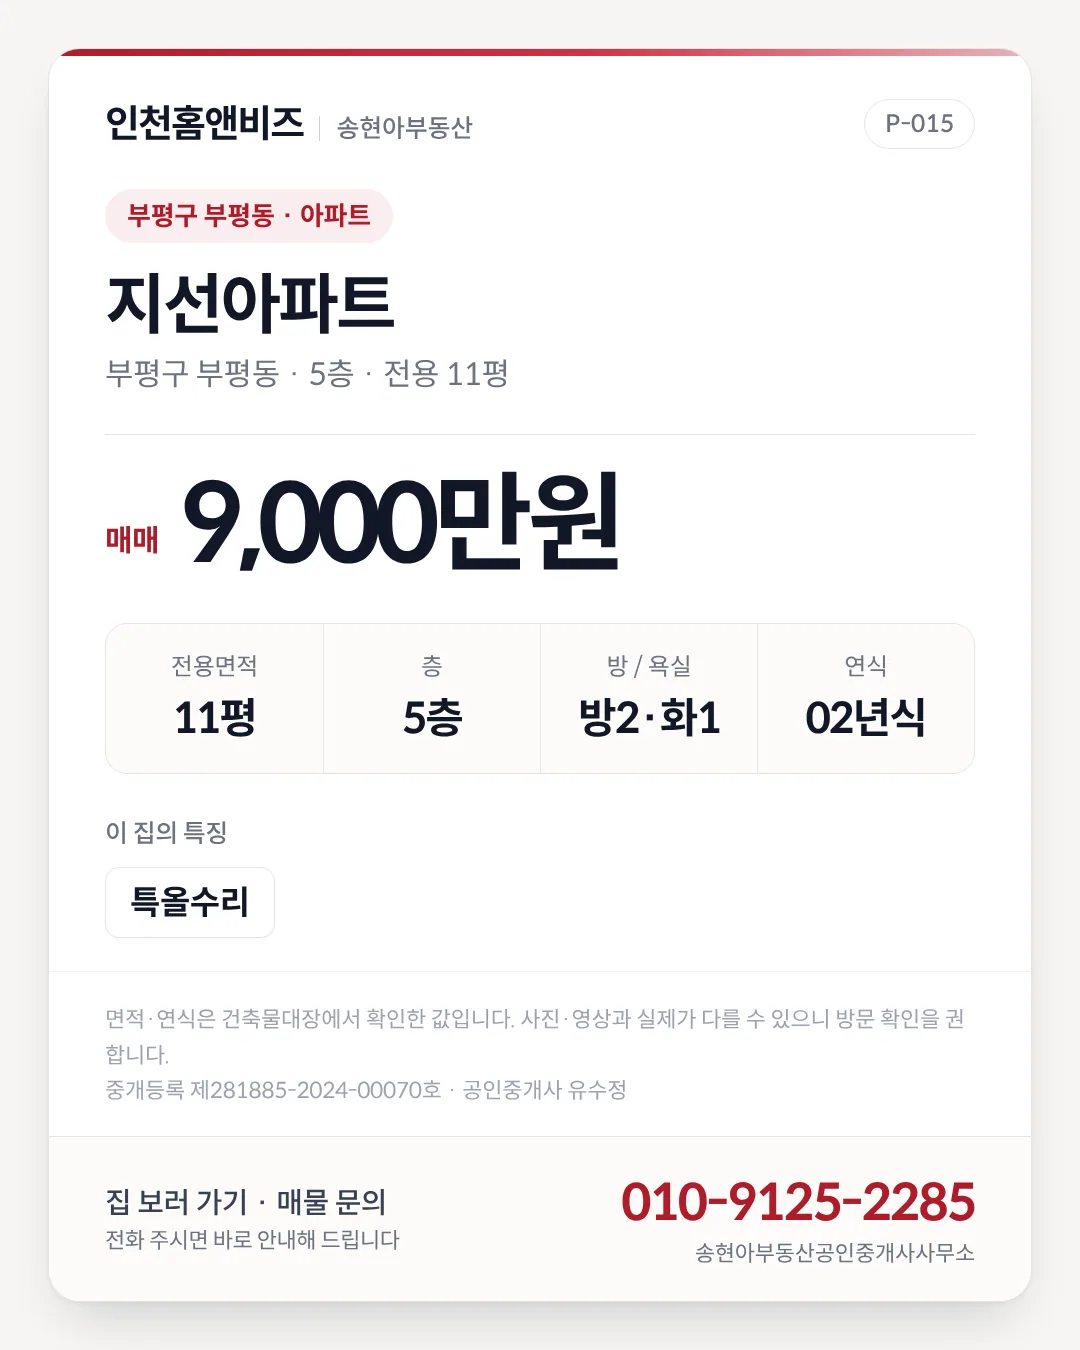 인천홈앤비즈 | 송현아부동산
P-015
부평구 부평동 · 아파트
지선아파트
부평구 부평동 · 5층 · 전용 11평
매매 9,000만원
전용면적
11평
층
5층
방 / 욕실
방2·화1
연식
02년식
이 집의 특징
특올수리
면적·연식은 건축물대장에서 확인한 값입니다. 사진·영상과 실제가 다를 수 있으니 방문 확인을 권
합니다.
중개등록 제281885-2024-00070호 · 공인중개사 유수정
집 보러 가기 · 매물 문의
전화 주시면 바로 안내해 드립니다
010-9125-2285
송현아부동산공인중개사사무소